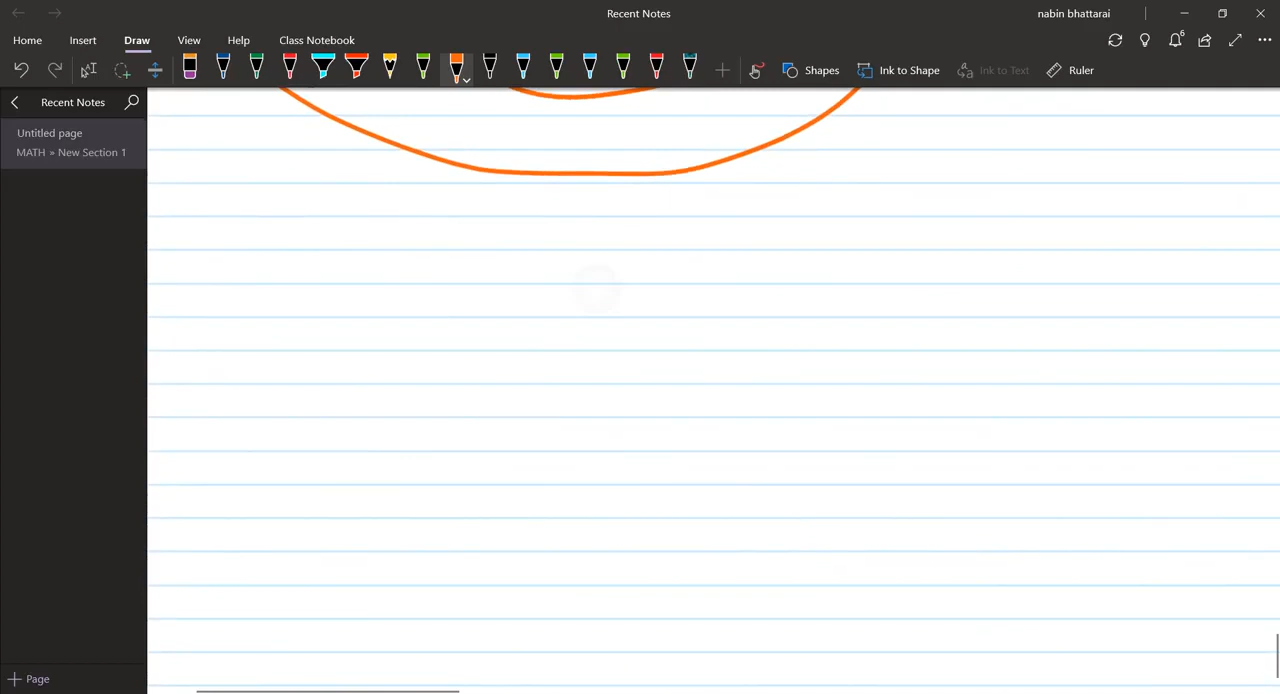 Recent Notes
nabin bhattarai
Home Insert Draw View Help Class Notebook
6
Shapes Ink to Shape Ink to Text Ruler
Recent Notes
Untitled page
MATH » New Section 1
Page